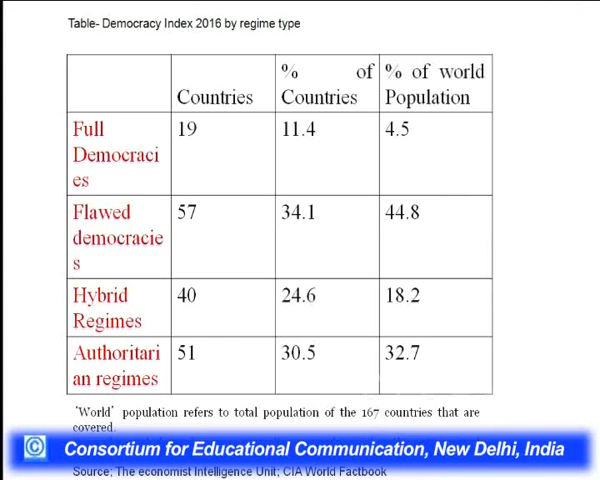 Table- Democracy Index 2016 by regime type
Countries % of Countries % of world Population
Full Democracies 19 11.4 4.5
Flawed democracies 57 34.1 44.8
Hybrid Regimes 40 24.6 18.2
Authoritarian regimes 51 30.5 32.7
'World' population refers to total population of the 167 countries that are
covered.
© Consortium for Educational Communication, New Delhi, India
Source; The economist Intelligence Unit; CIA World Factbook